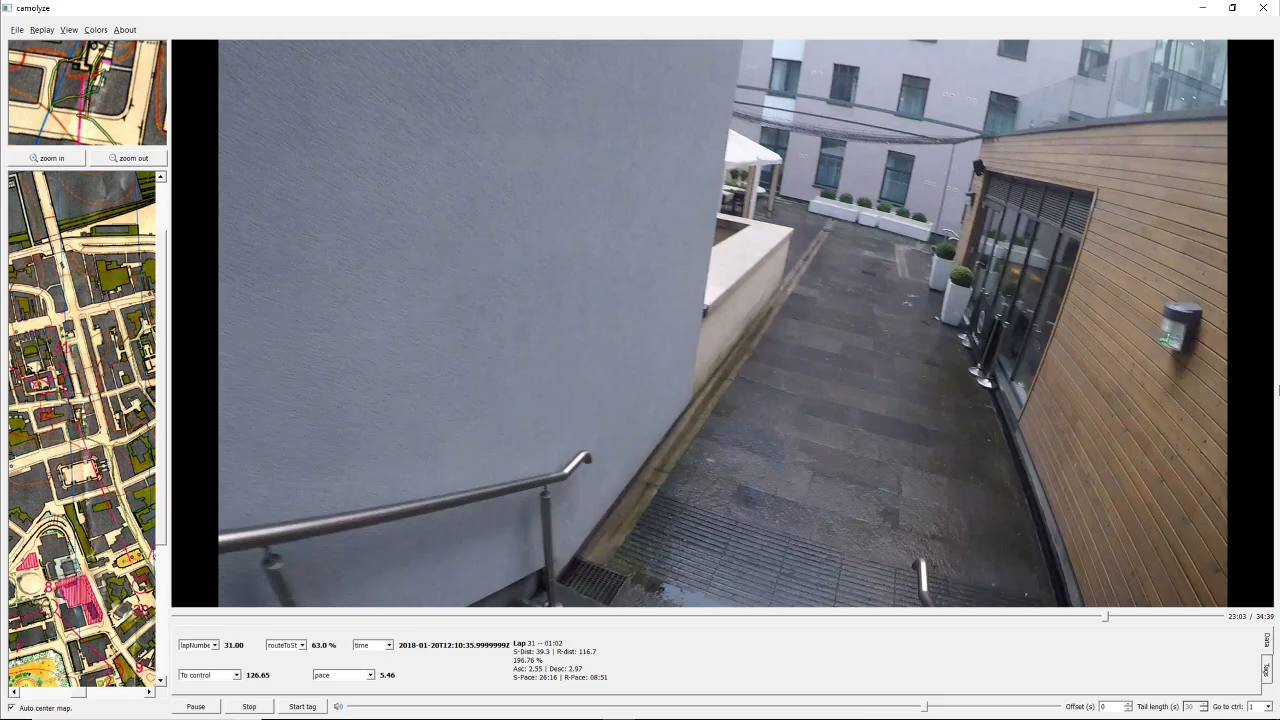 camolyze
File Replay View Colors About
zoom in
zoom out
31
8
9
23:03 / 34:39
lapNumbe 31.00 routeToSt 63.0 % time 2018-01-20T12:10:35.9999999Z
Lap 31 -- 01:02
S-Dist: 39.3 | R-dist: 116.7
196.76 %
Asc: 2.55 | Desc: 2.97
S-Pace: 26:16 | R-Pace: 08:51
To control 126.65 pace 5.46
Data
Tags
Pause Stop Start tag Offset (s) 0 Tail length (s) 30 Go to ctrl: 1
Auto center map.